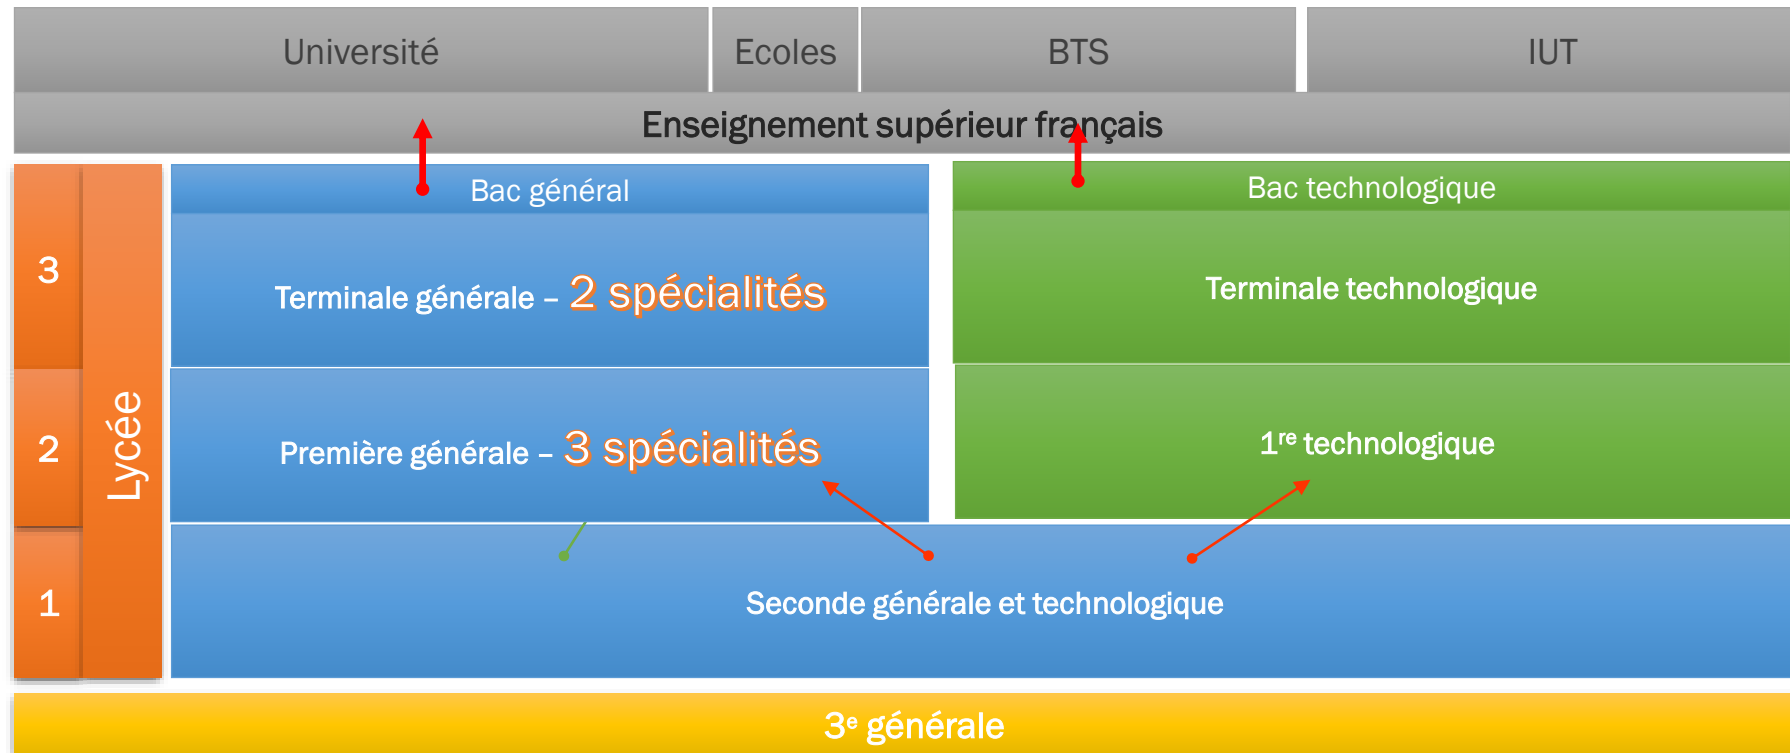 Université
Ecoles
BTS
IUT
Enseignement supérieur français
Bac général
Bac technologique
3
Terminale générale – 2 spécialités
Terminale technologique
Lycée
2
Première générale – 3 spécialités
1re technologique
1
Seconde générale et technologique
3e générale